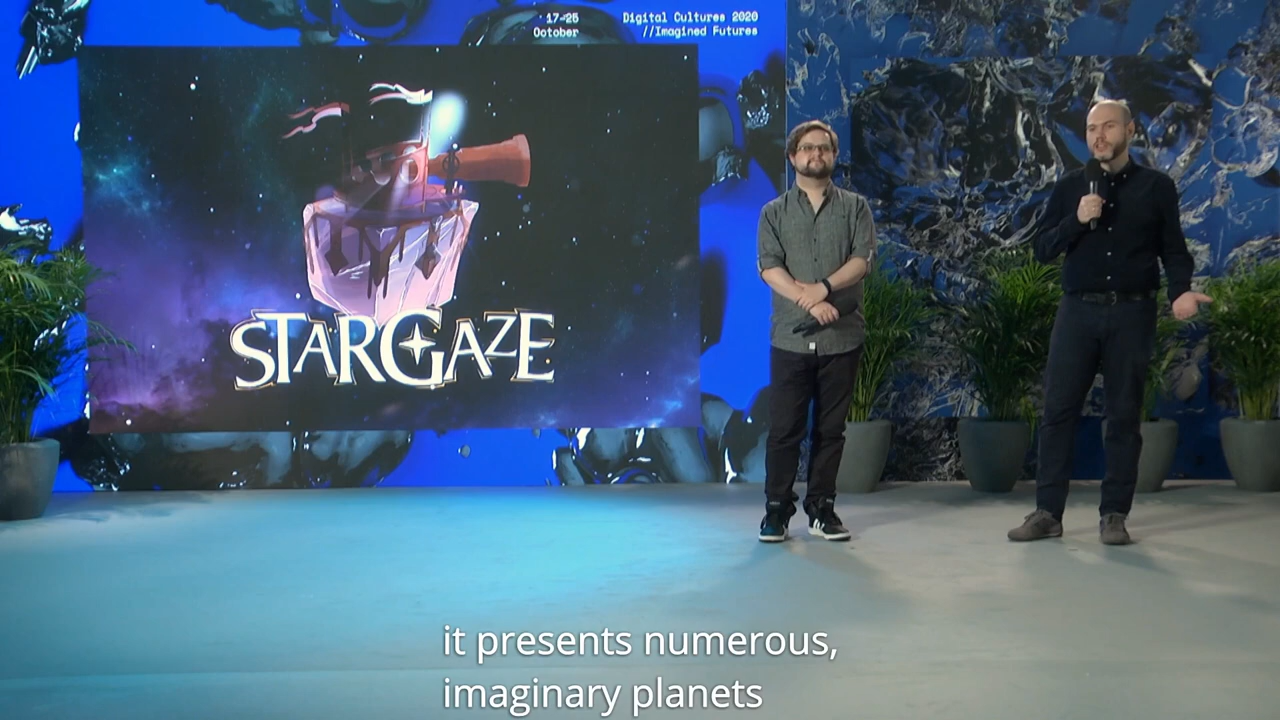 17-25
October
Digital Cultures 2020
//Imagined Futures
STARGAZE
it presents numerous,
imaginary planets